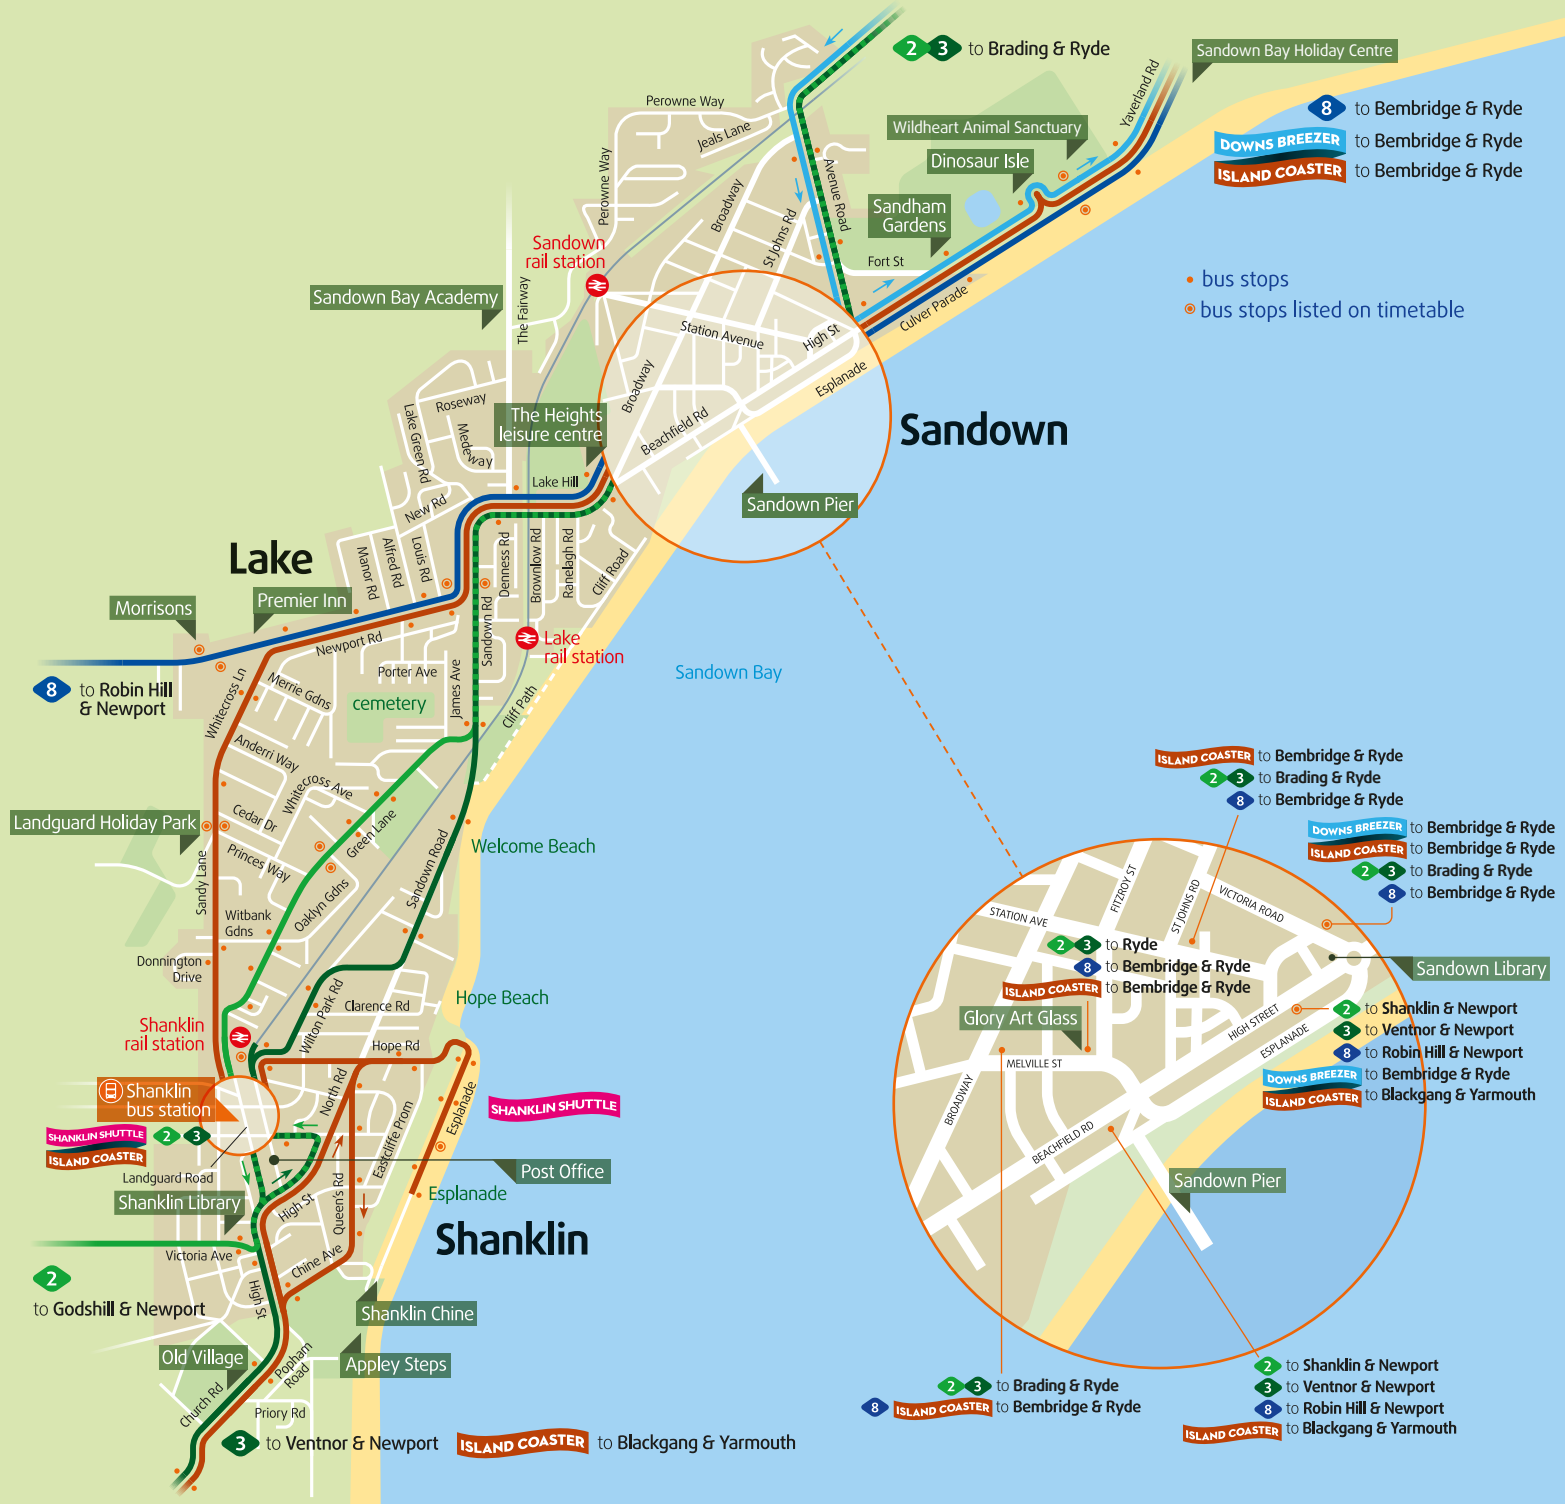 2 3 to Brading & Ryde
Sandown Bay Holiday Centre
Yaverland Rd
8 to Bembridge & Ryde
DOWNS BREEZER to Bembridge & Ryde
ISLAND COASTER to Bembridge & Ryde
Perowne Way
Jeals Lane
Wildheart Animal Sanctuary
Dinosaur Isle
Perowne Way
Broadway
Avenue Road
St Johns Rd
Sandham
Gardens
Fort St
Sandown
rail station
Sandown Bay Academy
The Fairway
Culver Parade
bus stops
bus stops listed on timetable
Station Avenue
High St
Esplanade
Broadway
Beachfield Rd
Roseway
Lake Green Rd
Medeway
The Heights
leisure centre
Sandown
Lake Hill
New Rd
Sandown Pier
Lake
Manor Rd
Alfred Rd
Louis Rd
Denness Rd
Brownlow Rd
Ranelagh Rd
Cliff Road
Morrisons
Premier Inn
Newport Rd
Sandown Rd
Lake
rail station
Sandown Bay
8 to Robin Hill
& Newport
Whitecross Ln
Merrie Gdns
Porter Ave
cemetery
James Ave
Cliff Path
Anderri Way
Whitecross Ave
Landguard Holiday Park
Cedar Dr
Green Lane
Princes Way
Sandy Lane
Sandown Road
Welcome Beach
Witbank
Gdns
Oaklyn Gdns
Donnington
Drive
Wilton Park Rd
Clarence Rd
Hope Beach
Shanklin
rail station
Hope Rd
North Rd
Shanklin
bus station
Esplanade
SHANKLIN SHUTTLE
SHANKLIN SHUTTLE 2 3
ISLAND COASTER
Eastcliffe Prom
Landguard Road
Post Office
Shanklin Library
High St
Queen's Rd
Esplanade
Shanklin
Victoria Ave
Chine Ave
2
to Godshill & Newport
High St
Shanklin Chine
Old Village
Appley Steps
Popham
Road
Church Rd
Priory Rd
3 to Ventnor & Newport
ISLAND COASTER to Blackgang & Yarmouth
ISLAND COASTER to Bembridge & Ryde
2 3 to Brading & Ryde
8 to Bembridge & Ryde
DOWNS BREEZER to Bembridge & Ryde
ISLAND COASTER to Bembridge & Ryde
2 3 to Brading & Ryde
8 to Bembridge & Ryde
STATION AVE
FITZROY ST
ST JOHNS RD
VICTORIA ROAD
2 3 to Ryde
8 to Bembridge & Ryde
ISLAND COASTER to Bembridge & Ryde
Sandown Library
Glory Art Glass
HIGH STREET
ESPLANADE
2 to Shanklin & Newport
3 to Ventnor & Newport
8 to Robin Hill & Newport
DOWNS BREEZER to Bembridge & Ryde
ISLAND COASTER to Blackgang & Yarmouth
MELVILLE ST
BROADWAY
BEACHFIELD RD
Sandown Pier
2 3 to Brading & Ryde
8 ISLAND COASTER to Bembridge & Ryde
2 to Shanklin & Newport
3 to Ventnor & Newport
8 to Robin Hill & Newport
ISLAND COASTER to Blackgang & Yarmouth